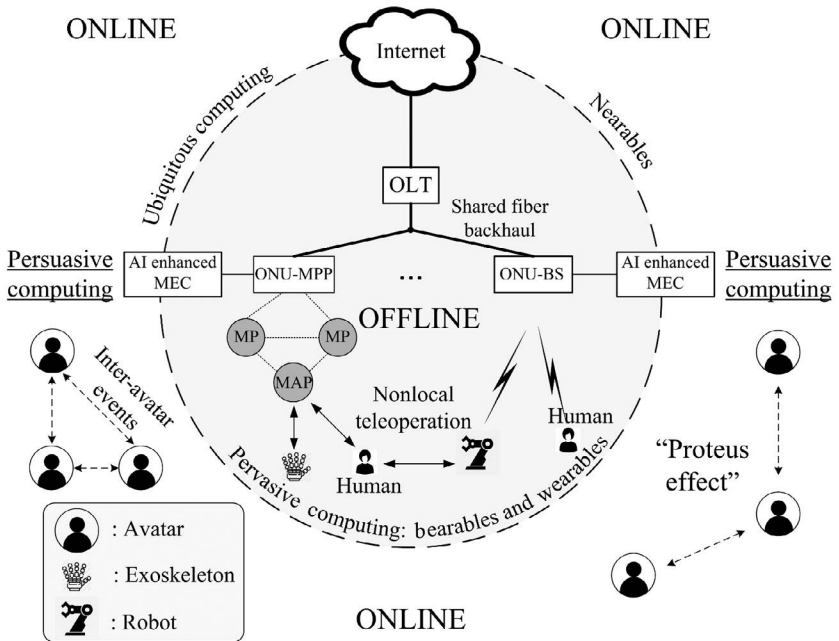 ONLINE
ONLINE
Internet
Ubiquitous computing
Nearables
OLT
Shared fiber
backhaul
Persuasive
computing
AI enhanced
MEC
ONU-MPP
...
ONU-BS
AI enhanced
MEC
Persuasive
computing
OFFLINE
MP
MP
MAP
Inter-avatar
events
Nonlocal
teleoperation
Human
Human
Pervasive computing: bearables and wearables
“Proteus
effect”
: Avatar
: Exoskeleton
: Robot
ONLINE